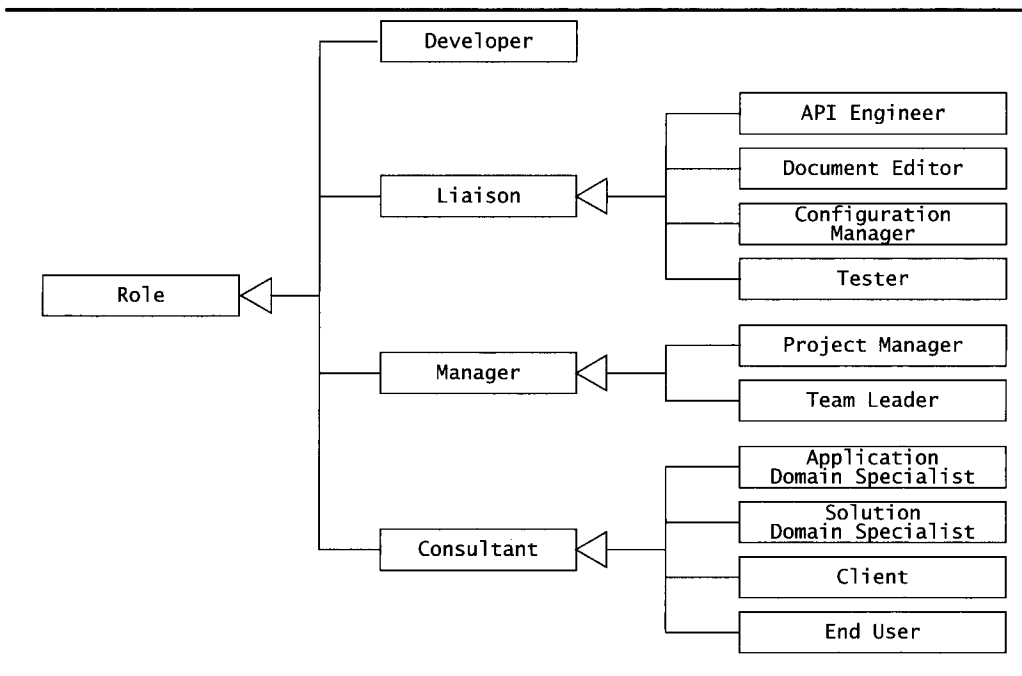 Developer
API Engineer
Document Editor
Liaison
Configuration
Manager
Role
Tester
Project Manager
Manager
Team Leader
Application
Domain Specialist
Solution
Domain Specialist
Consultant
Client
End User